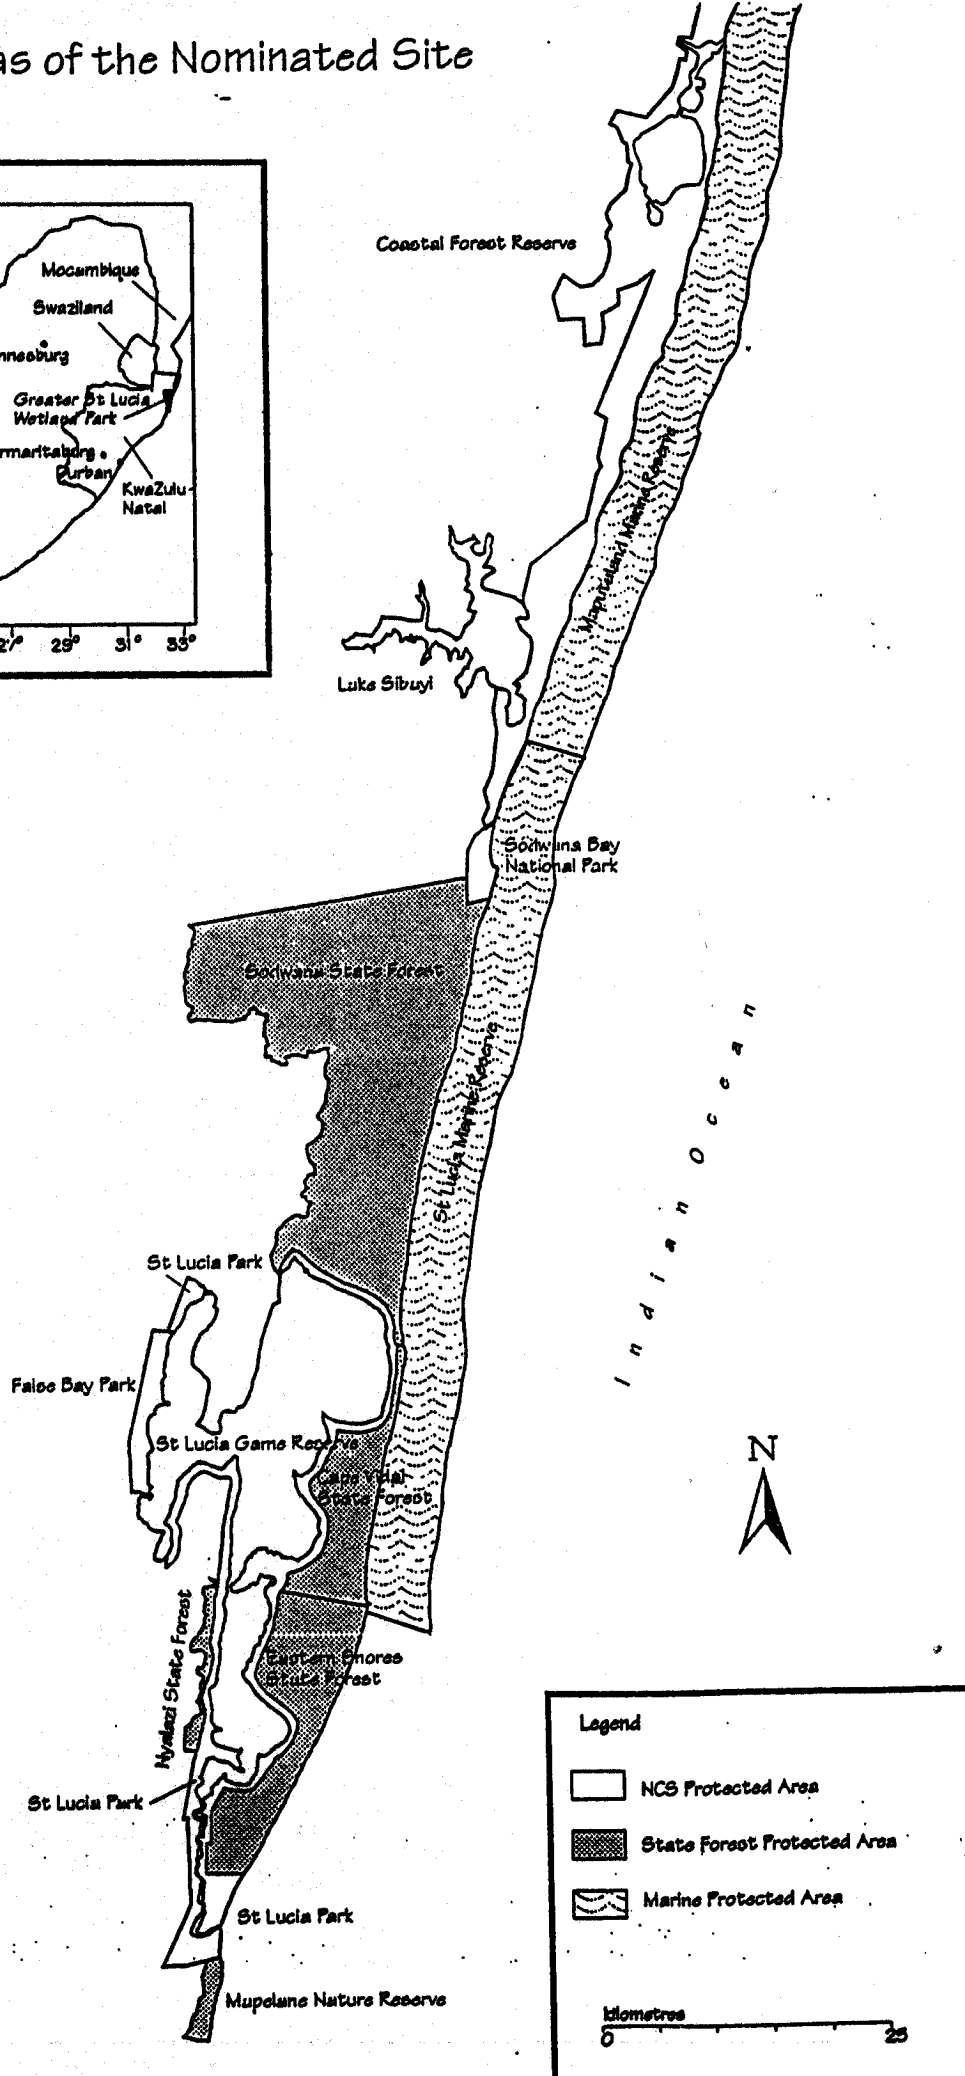 as of the Nominated Site
Mocumbique
Swaziland
nnesburg
Greater St Lucia
Wetland Park
rmaritzburg
Durban
KwaZulu-
Natal
27° 29° 31° 33°
Coastal Forest Reserve
Maputaland Marine Reserve
Lake Sibuyi
Sodwana Bay
National Park
Sodwana State Forest
St Lucia Marine Reserve
Indian Ocean
St Lucia Park
False Bay Park
St Lucia Game Reserve
Cape Vidal
State Forest
N
Nyalazi State Forest
Eastern Shores
State Forest
St Lucia Park
St Lucia Park
Mapelane Nature Reserve
Legend
NCS Protected Area
State Forest Protected Area
Marine Protected Area
kilometres
0 25